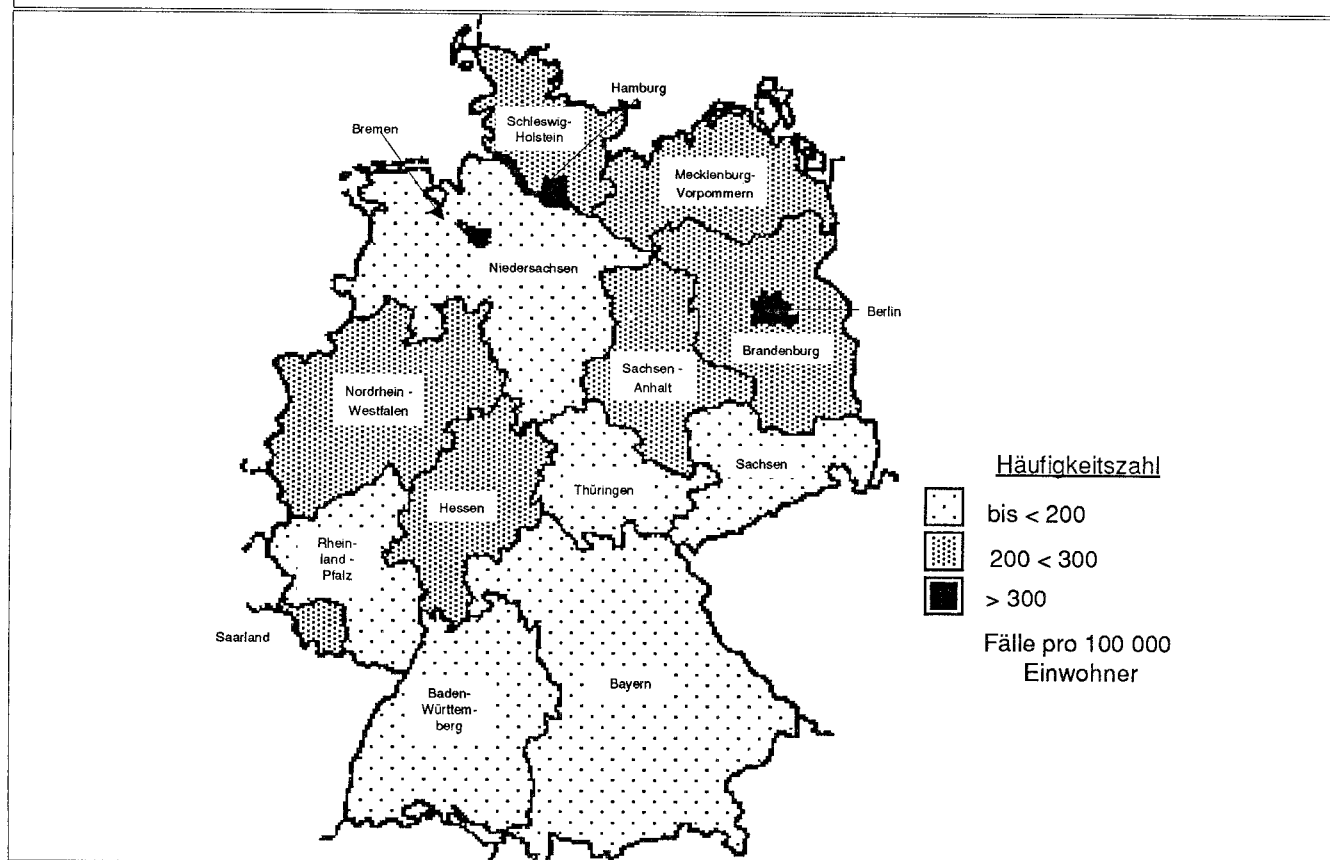 Hamburg
Schleswig-
Holstein
Bremen
Mecklenburg-
Vorpommern
Niedersachsen
Berlin
Brandenburg
Sachsen -
Anhalt
Nordrhein -
Westfalen
Sachsen
Thüringen
Hessen
Rhein-
land -
Pfalz
Saarland
Bayern
Baden-
Württem-
berg
Häufigkeitszahl
bis < 200
200 < 300
> 300
Fälle pro 100 000
Einwohner